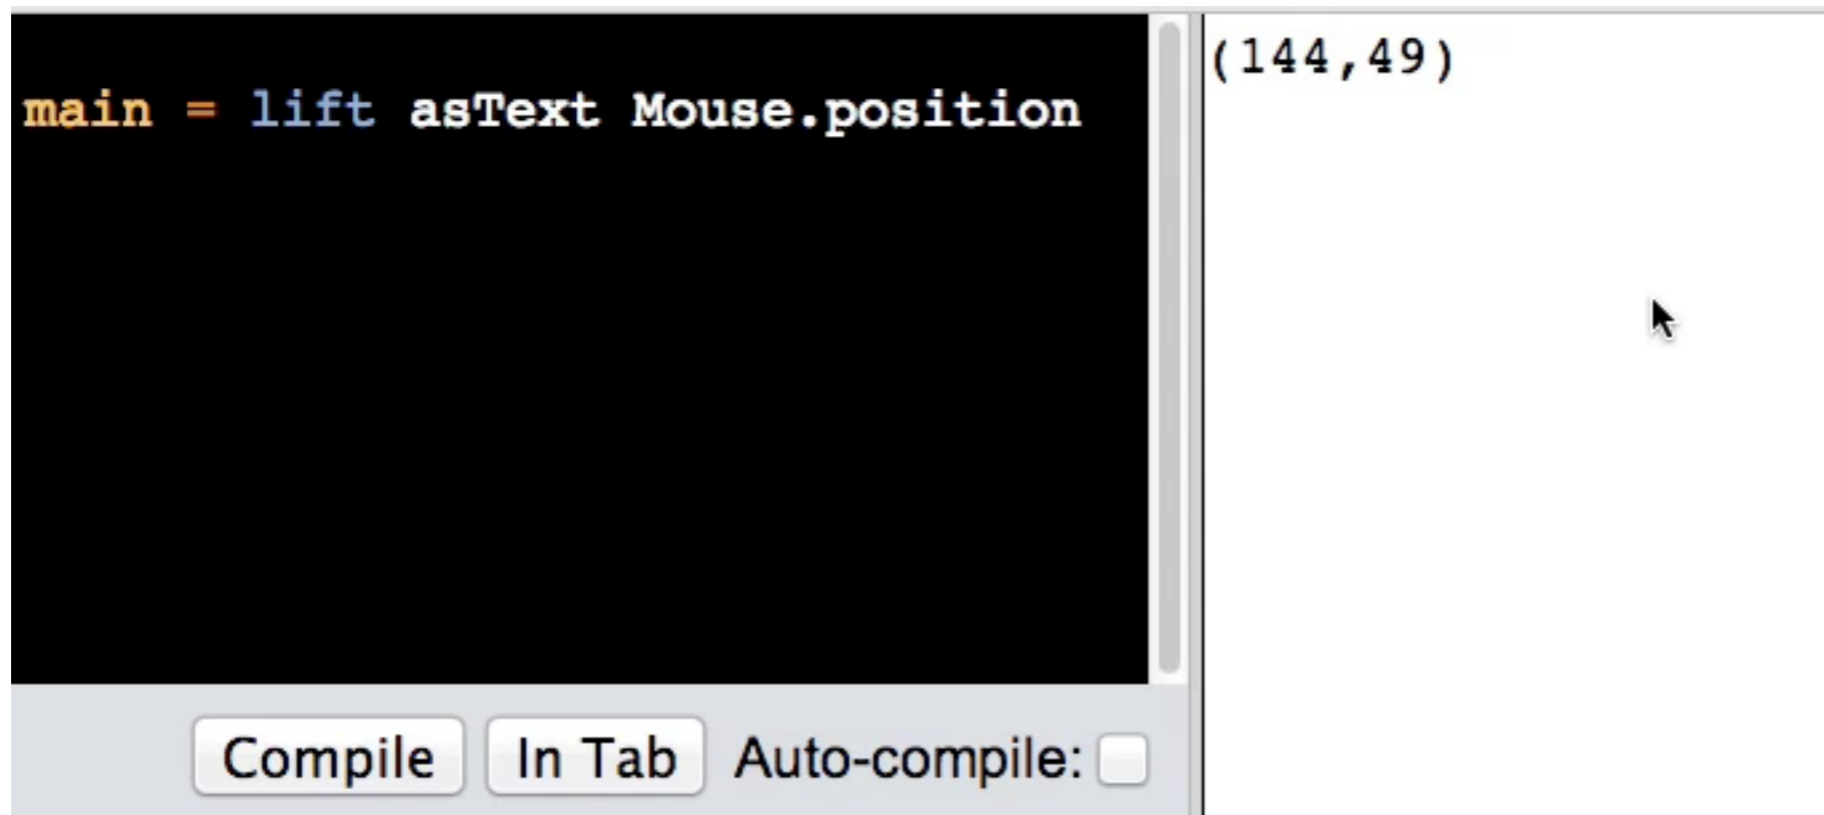 main = lift asText Mouse.position
(144,49)
Compile In Tab Auto-compile: